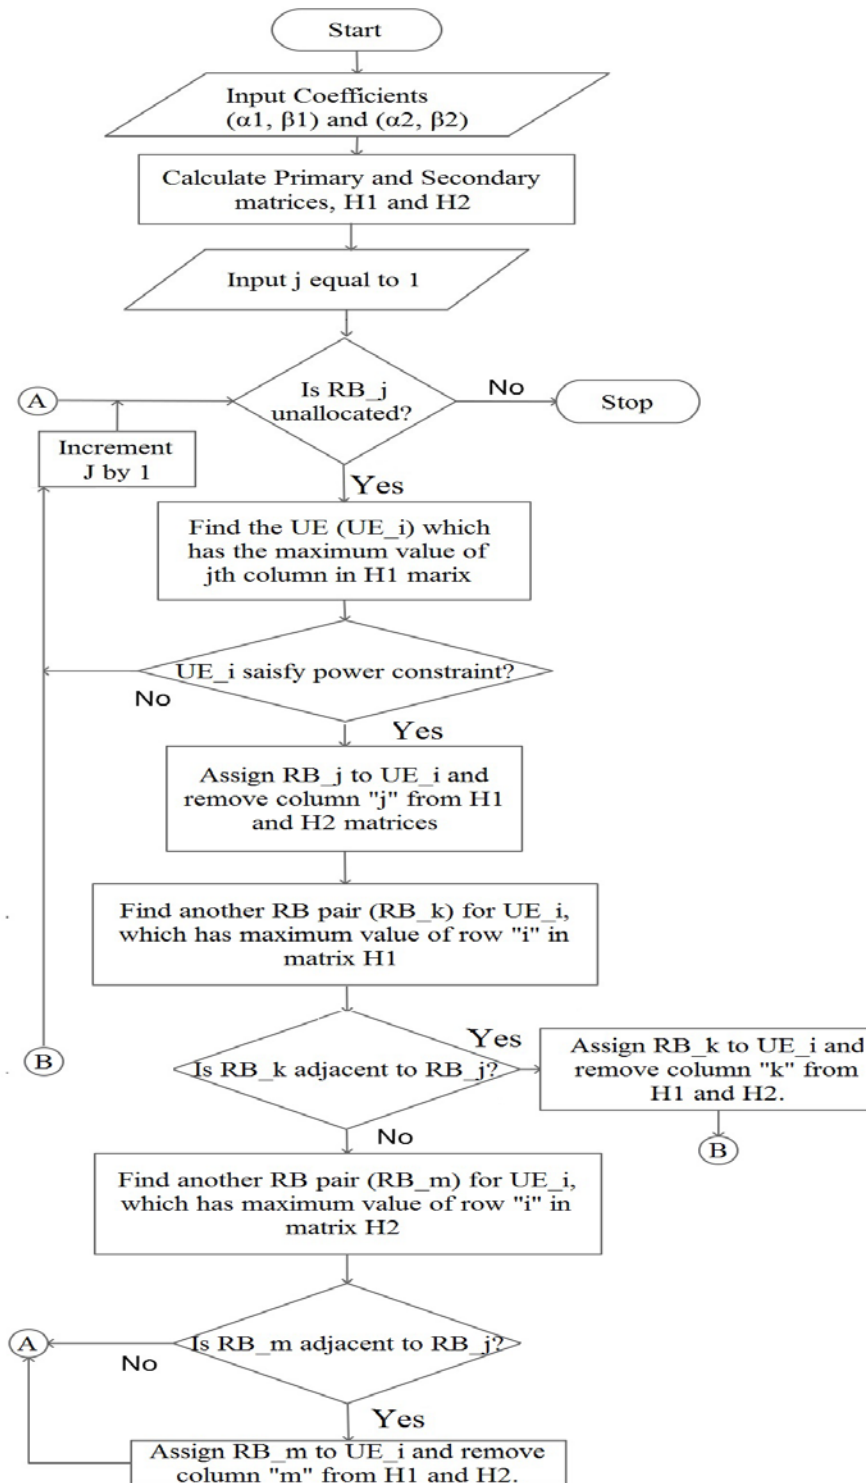 Start
Input Coefficients
(α1, β1) and (α2, β2)
Calculate Primary and Secondary
matrices, H1 and H2
Input j equal to 1
A
Is RB_j
unallocated?
No
Stop
Increment
J by 1
Yes
Find the UE (UE_i) which
has the maximum value of
jth column in H1 marix
UE_i saisfy power constraint?
No
Yes
Assign RB_j to UE_i and
remove column "j" from H1
and H2 matrices
Find another RB pair (RB_k) for UE_i,
which has maximum value of row "i" in
matrix H1
B
Is RB_k adjacent to RB_j?
Yes
Assign RB_k to UE_i and
remove column "k" from
H1 and H2.
B
No
Find another RB pair (RB_m) for UE_i,
which has maximum value of row "i" in
matrix H2
A
Is RB_m adjacent to RB_j?
No
Yes
Assign RB_m to UE_i and remove
column "m" from H1 and H2.